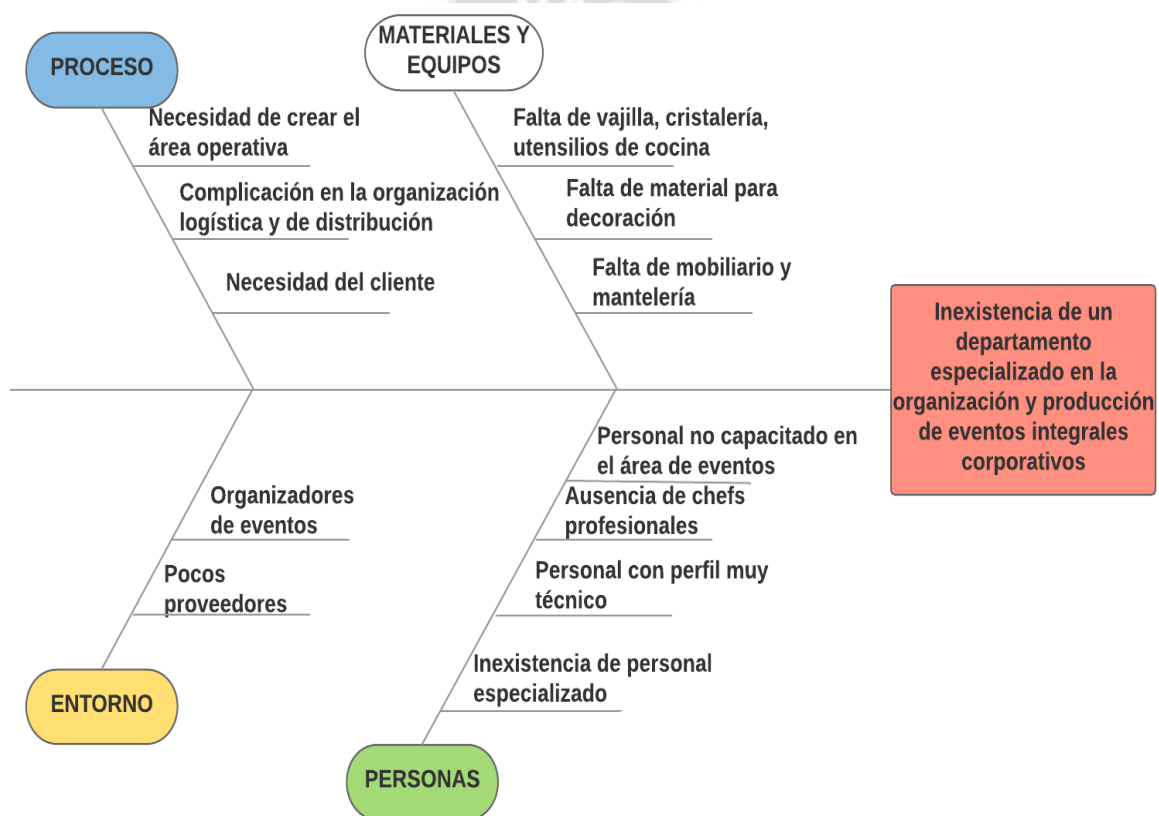 PROCESO
Necesidad de crear el
área operativa
Complicación en la organización
logística y de distribución
Necesidad del cliente
MATERIALES Y
EQUIPOS
Falta de vajilla, cristalería,
utensilios de cocina
Falta de material para
decoración
Falta de mobiliario y
mantelería
Inexistencia de un
departamento
especializado en la
organización y producción
de eventos integrales
corporativos
Organizadores
de eventos
Pocos
proveedores
ENTORNO
Personal no capacitado en
el área de eventos
Ausencia de chefs
profesionales
Personal con perfil muy
técnico
Inexistencia de personal
especializado
PERSONAS